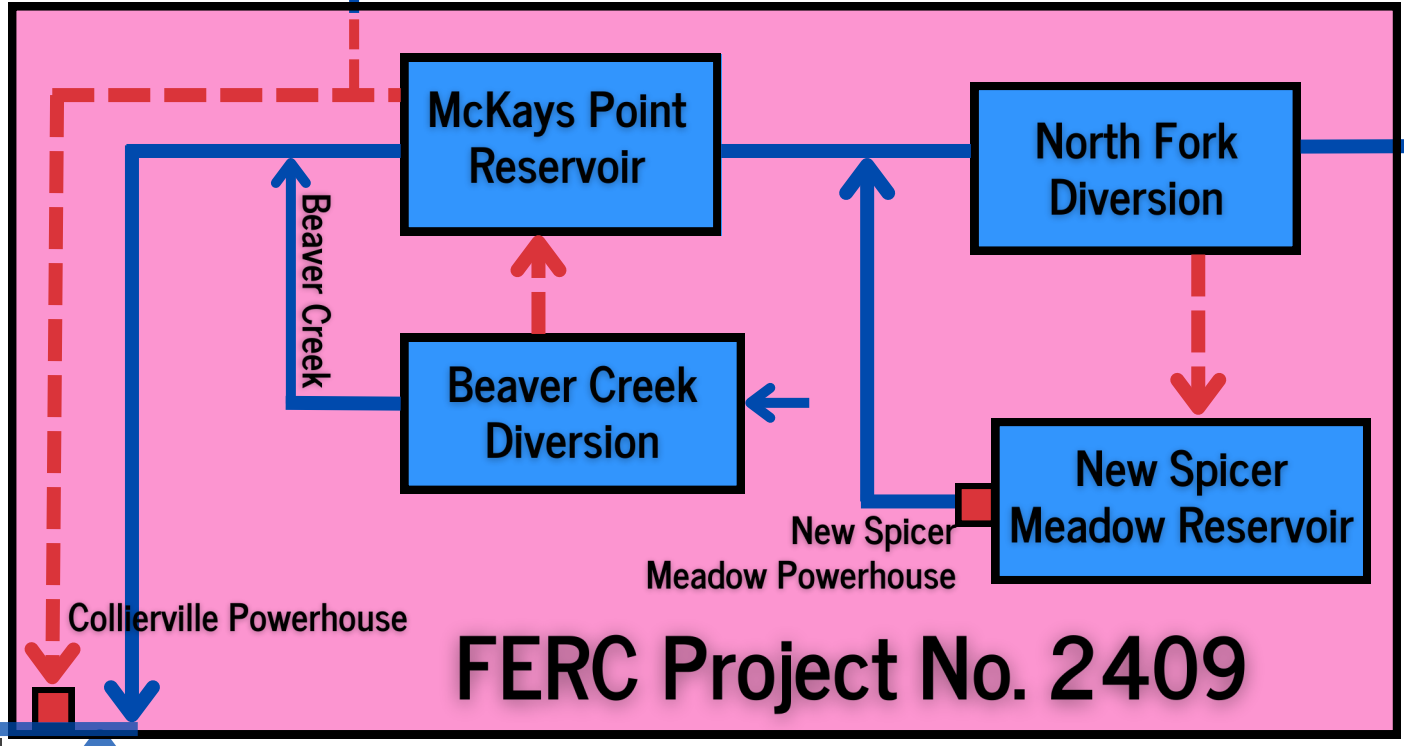 McKays Point
Reservoir
North Fork
Diversion
Beaver Creek
Beaver Creek
Diversion
New Spicer
Meadow Reservoir
New Spicer
Meadow Powerhouse
Collierville Powerhouse
FERC Project No. 2409